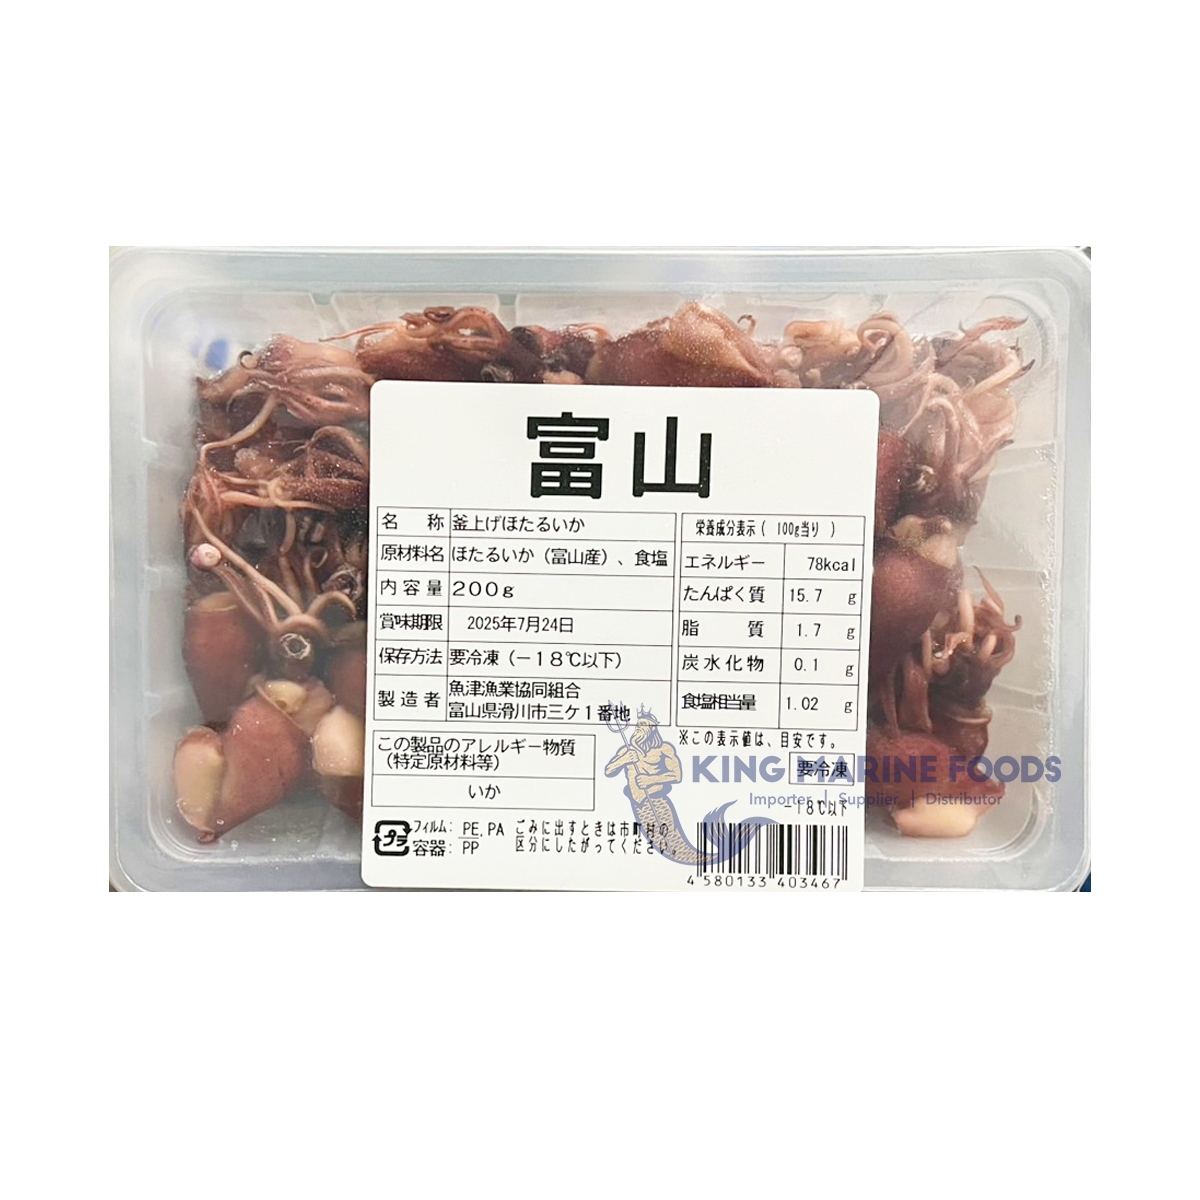 富山
名称 釜上げほたるいか
原材料名 ほたるいか（富山産）、食塩
内容量 200g
賞味期限 2025年7月24日
保存方法 要冷凍（－18℃以下）
製造者 魚津漁業協同組合
富山県滑川市三ケ1番地
栄養成分表示（ 100g当り ）
エネルギー 78kcal
たんぱく質 15.7 g
脂質 1.7 g
炭水化物 0.1 g
食塩相当量 1.02 g
※この表示値は、目安です。
この製品のアレルギー物質
（特定原材料等）
いか
要冷凍
－18℃以下
KING MARINE FOODS
Importer | Supplier | Distributor
プラ
フィルム: PE,PA
容器: PP
ごみに出すときは市町村の
区分にしたがってください。
4 580133 403467